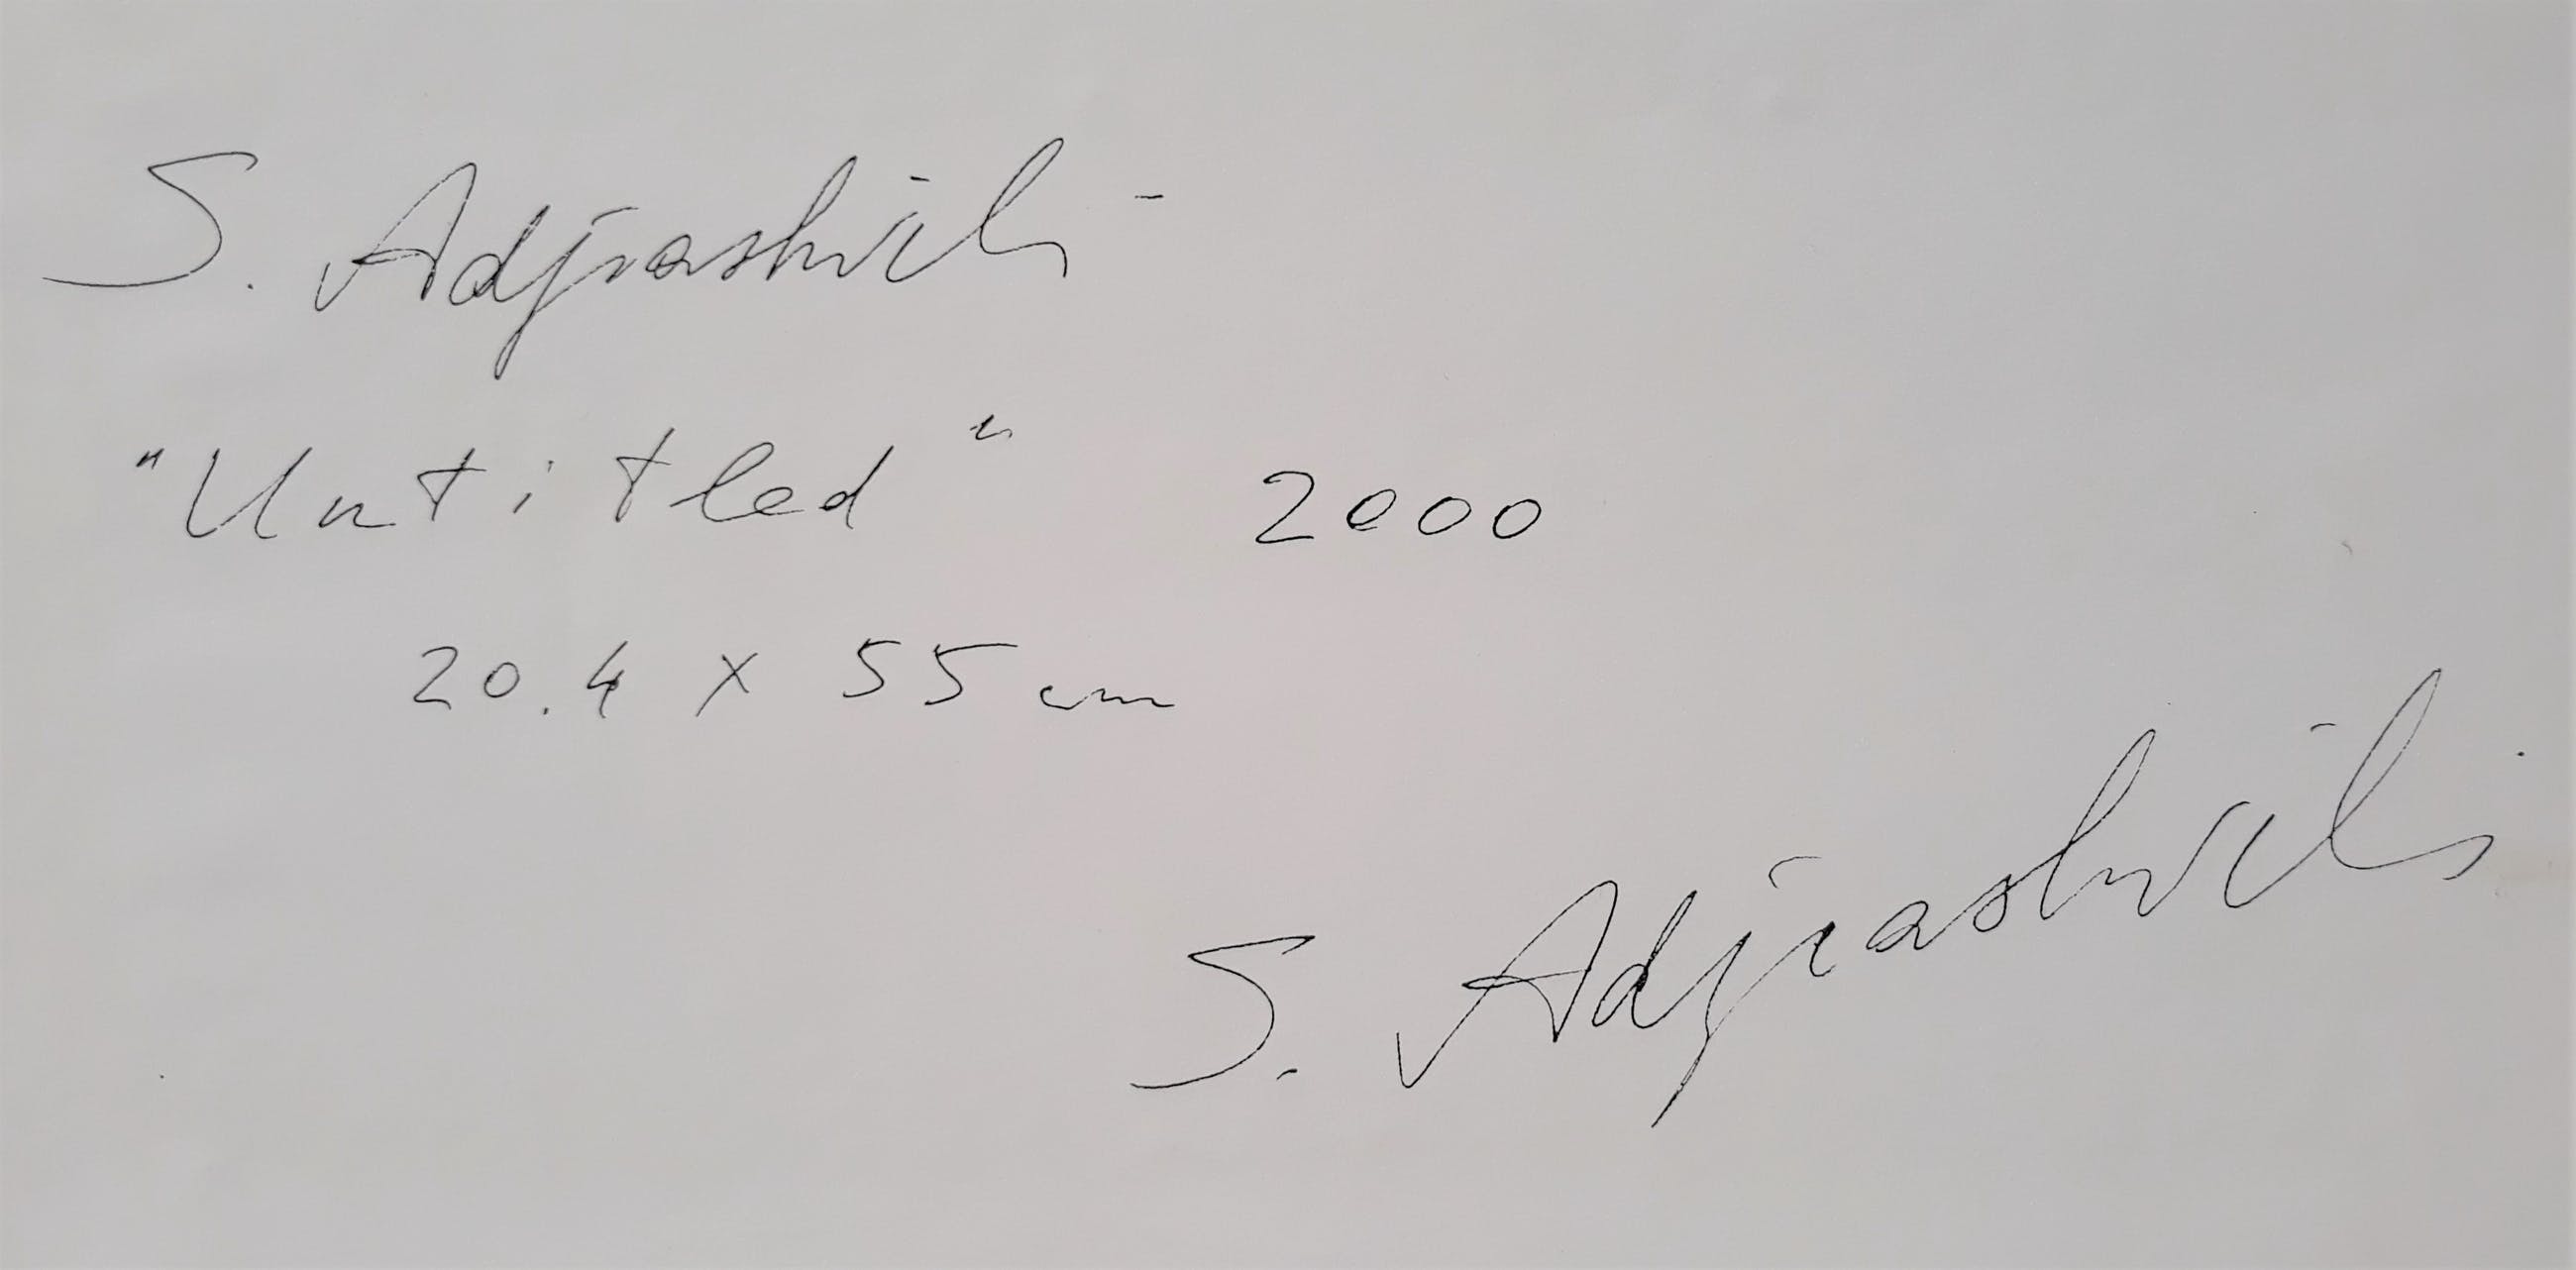 S. Adjiashvili
"Untitled" 2000
20.4 x 55 cm
S. Adjiashvili